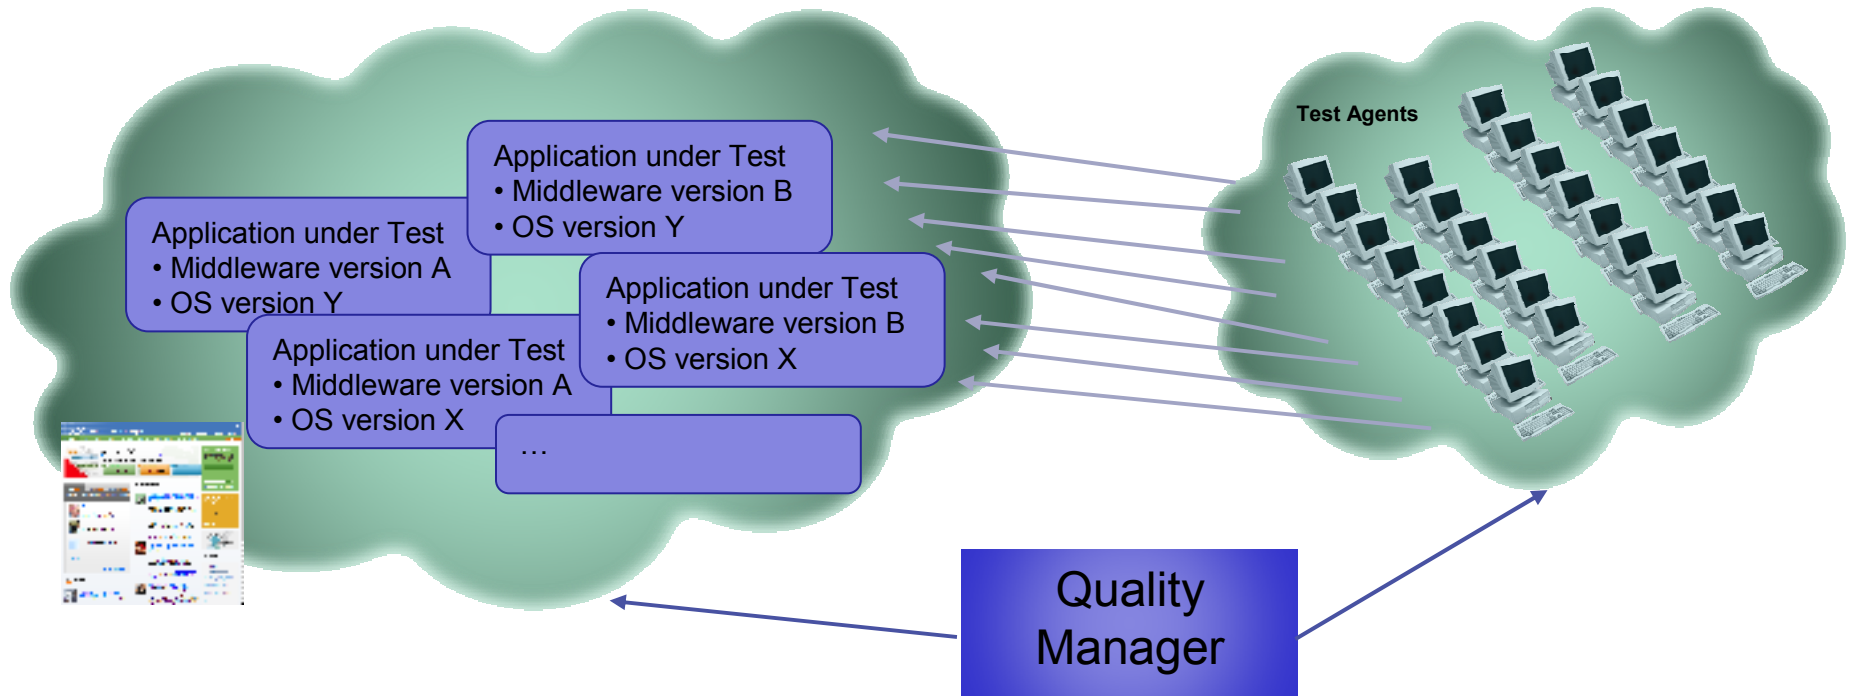 Test Agents
Application under Test
• Middleware version B
• OS version Y
Application under Test
• Middleware version A
• OS version Y
Application under Test
• Middleware version B
• OS version X
Application under Test
• Middleware version A
• OS version X
…
Quality
Manager